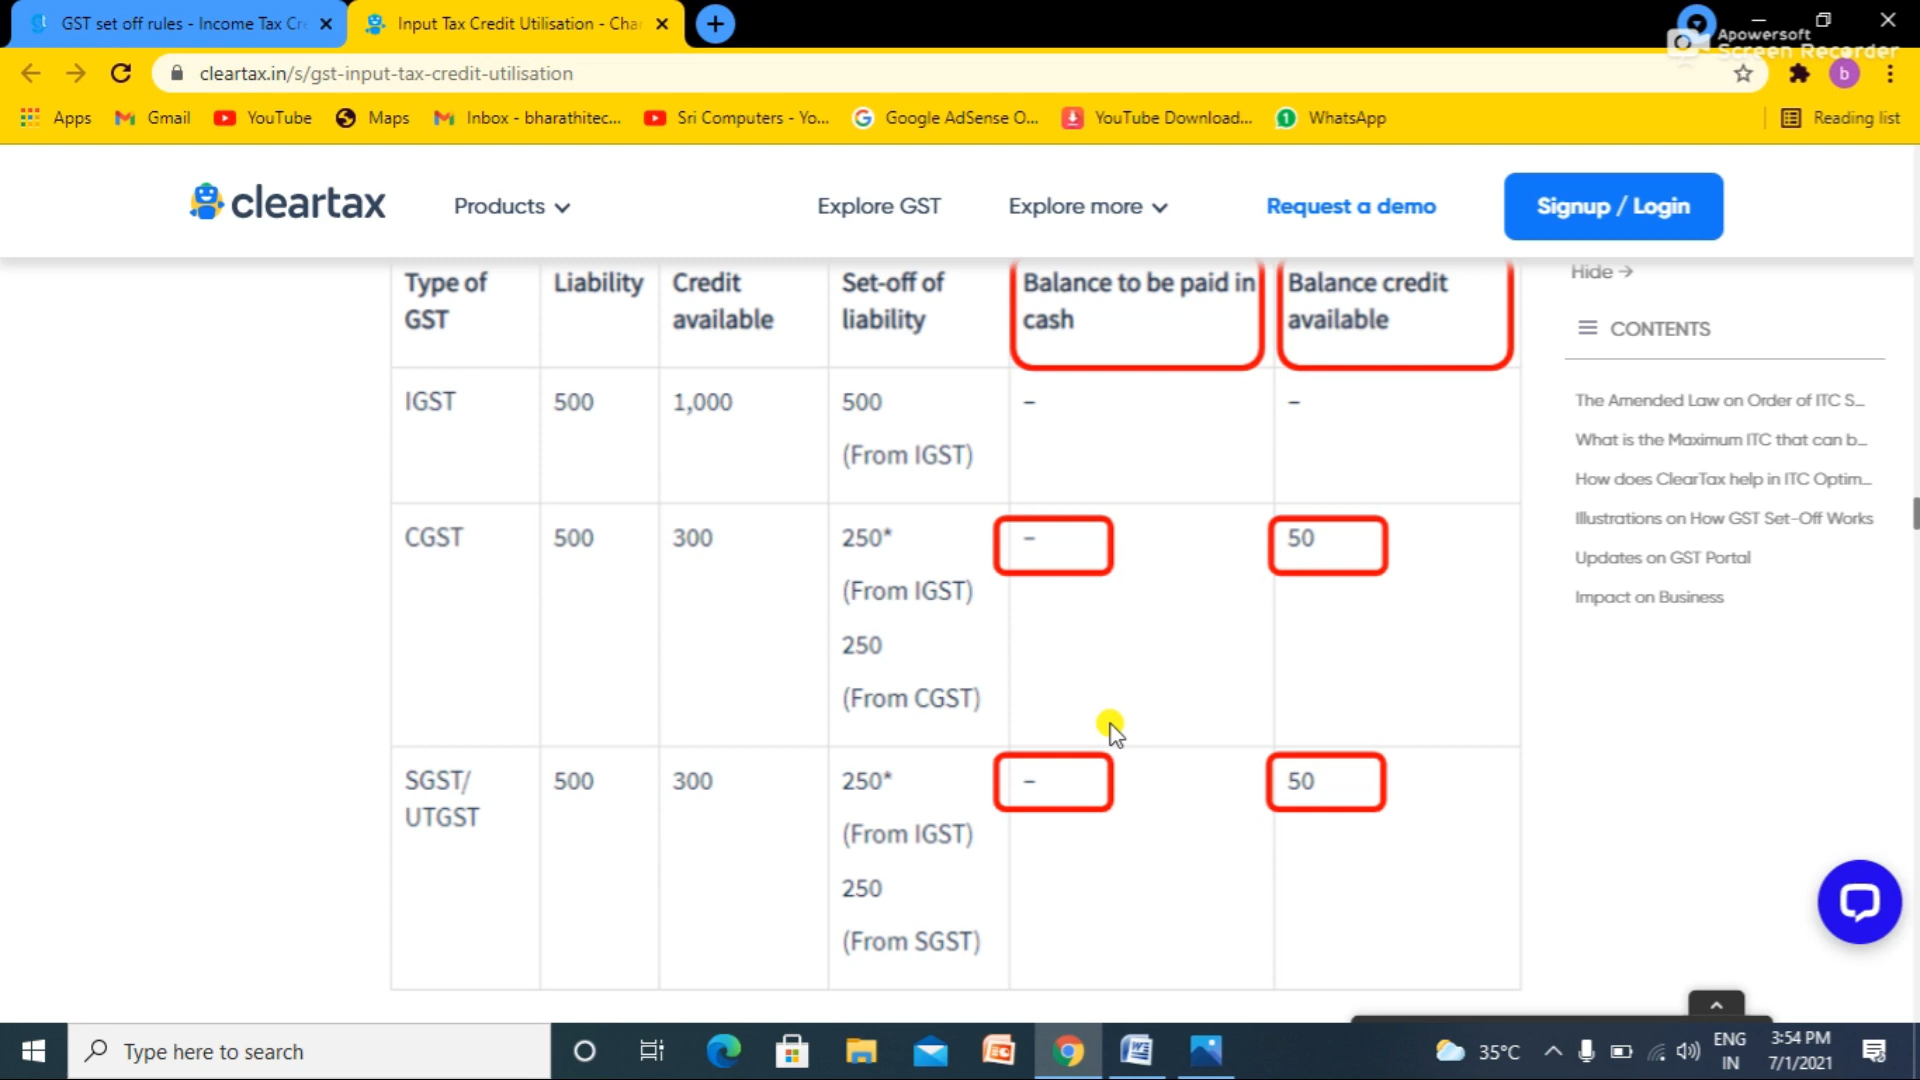 GST set off rules - Income Tax Cr
Input Tax Credit Utilisation - Cha
Apowersoft
Screen Recorder
cleartax.in/s/gst-input-tax-credit-utilisation
b
Apps
Gmail
YouTube
Maps
Inbox - bharathitec...
Sri Computers - Yo...
Google AdSense O...
YouTube Download...
1
WhatsApp
Reading list
cleartax
Products
Explore GST
Explore more
Request a demo
Signup / Login
Type of GST Liability Credit available Set-off of liability Balance to be paid in cash Balance credit available
IGST 500 1,000 500 – –
(From IGST)
CGST 500 300 250* – 50
(From IGST)
250
(From CGST)
SGST/ UTGST 500 300 250* – 50
(From IGST)
250
(From SGST)
Hide →
CONTENTS
The Amended Law on Order of ITC S...
What is the Maximum ITC that can b...
How does ClearTax help in ITC Optim...
Illustrations on How GST Set-Off Works
Updates on GST Portal
Impact on Business
Type here to search
35°C
ENG
IN
3:54 PM
7/1/2021